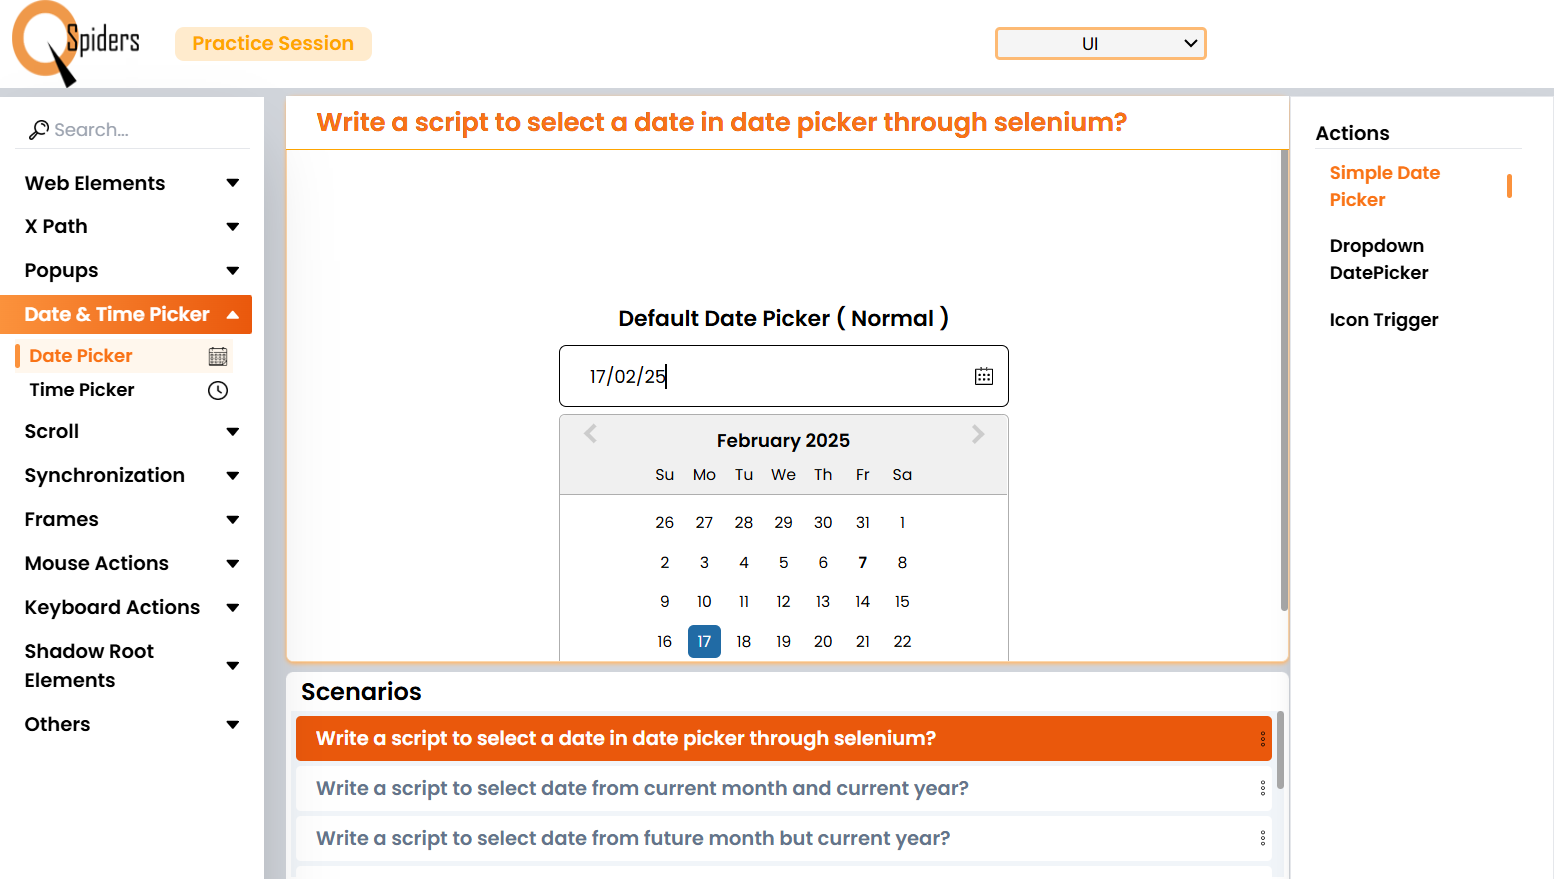 Spiders
Practice Session
UI
Search...
Web Elements
X Path
Popups
Date & Time Picker
Date Picker
Time Picker
Scroll
Synchronization
Frames
Mouse Actions
Keyboard Actions
Shadow Root
Elements
Others
Write a script to select a date in date picker through selenium?
Default Date Picker ( Normal )
17/02/25
February 2025
Su Mo Tu We Th Fr Sa
26 27 28 29 30 31 1
2 3 4 5 6 7 8
9 10 11 12 13 14 15
16 17 18 19 20 21 22
Scenarios
Write a script to select a date in date picker through selenium?
Write a script to select date from current month and current year?
Write a script to select date from future month but current year?
Actions
Simple Date
Picker
Dropdown
DatePicker
Icon Trigger